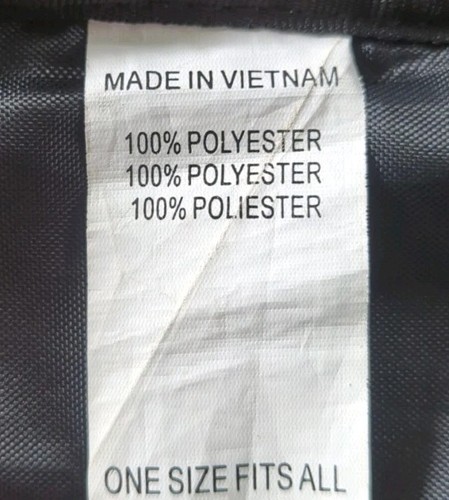 MADE IN VIETNAM
100% POLYESTER
100% POLYESTER
100% POLIESTER
ONE SIZE FITS ALL